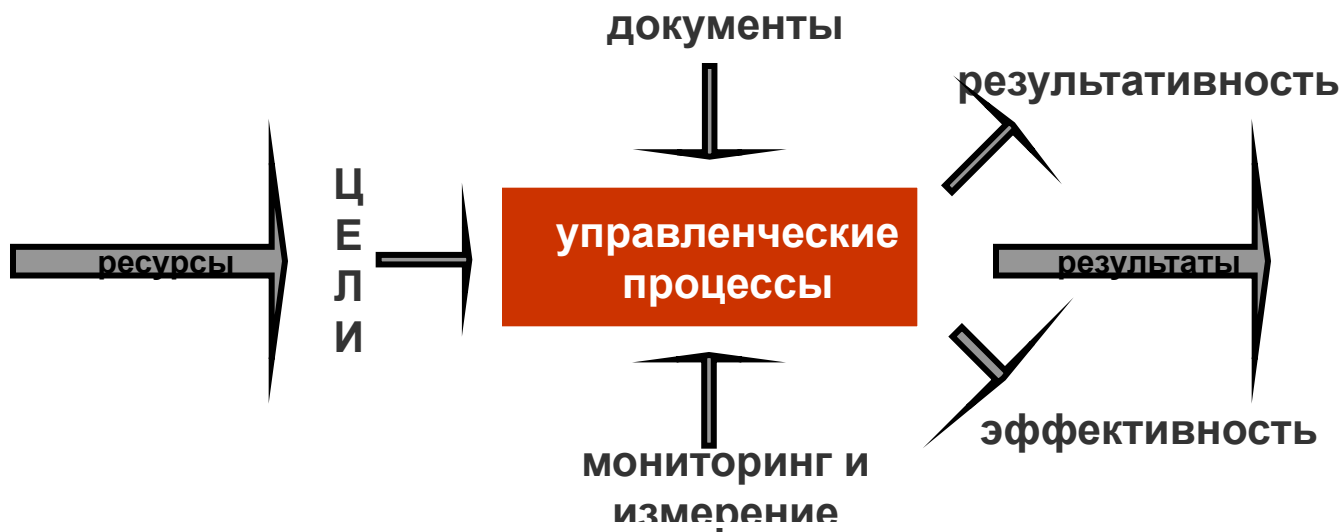 документы
результативность
Ц
Е
Л
И
управленческие
процессы
ресурсы
результаты
эффективность
мониторинг и
измерение